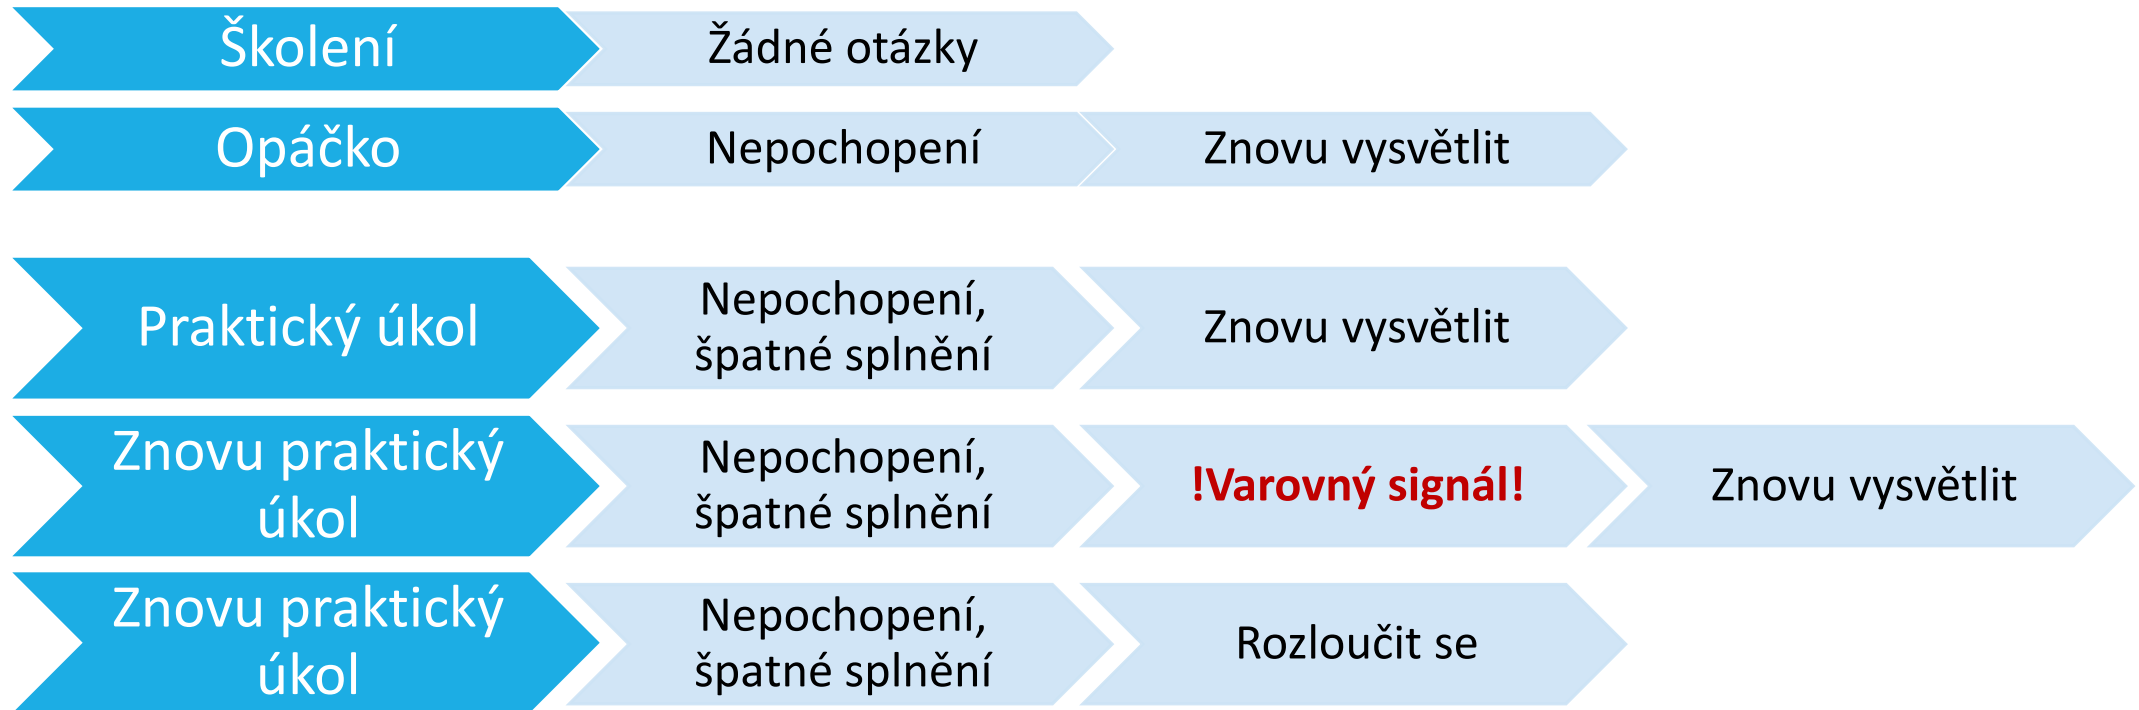 Školení
Žádné otázky
Opáčko
Nepochopení
Znovu vysvětlit
Praktický úkol
Nepochopení,
špatné splnění
Znovu vysvětlit
Znovu praktický
úkol
Nepochopení,
špatné splnění
!Varovný signál!
Znovu vysvětlit
Znovu praktický
úkol
Nepochopení,
špatné splnění
Rozloučit se